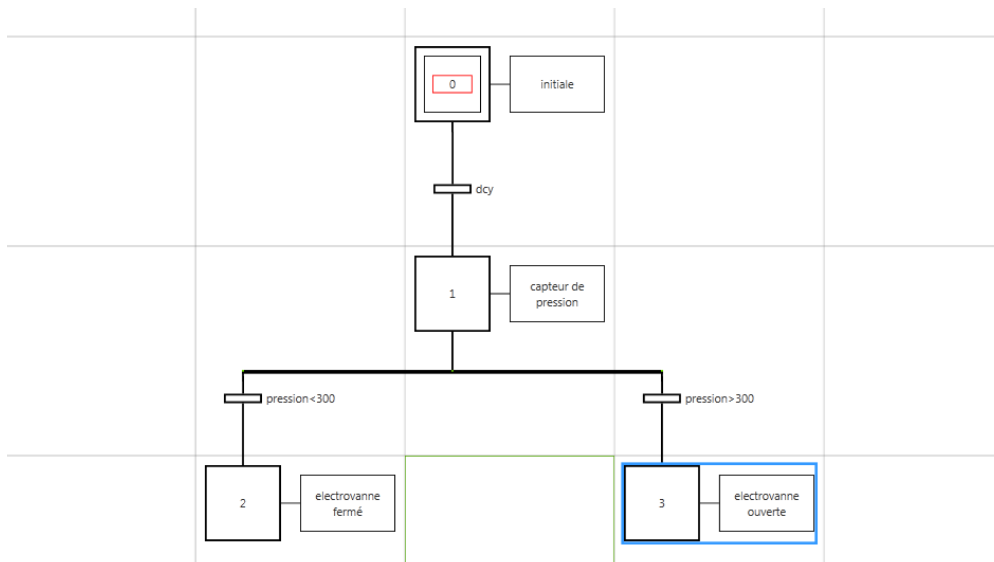 0
initiale
dcy
1
capteur de
pression
pression<300
pression>300
2
electrovanne
fermé
3
electrovanne
ouverte